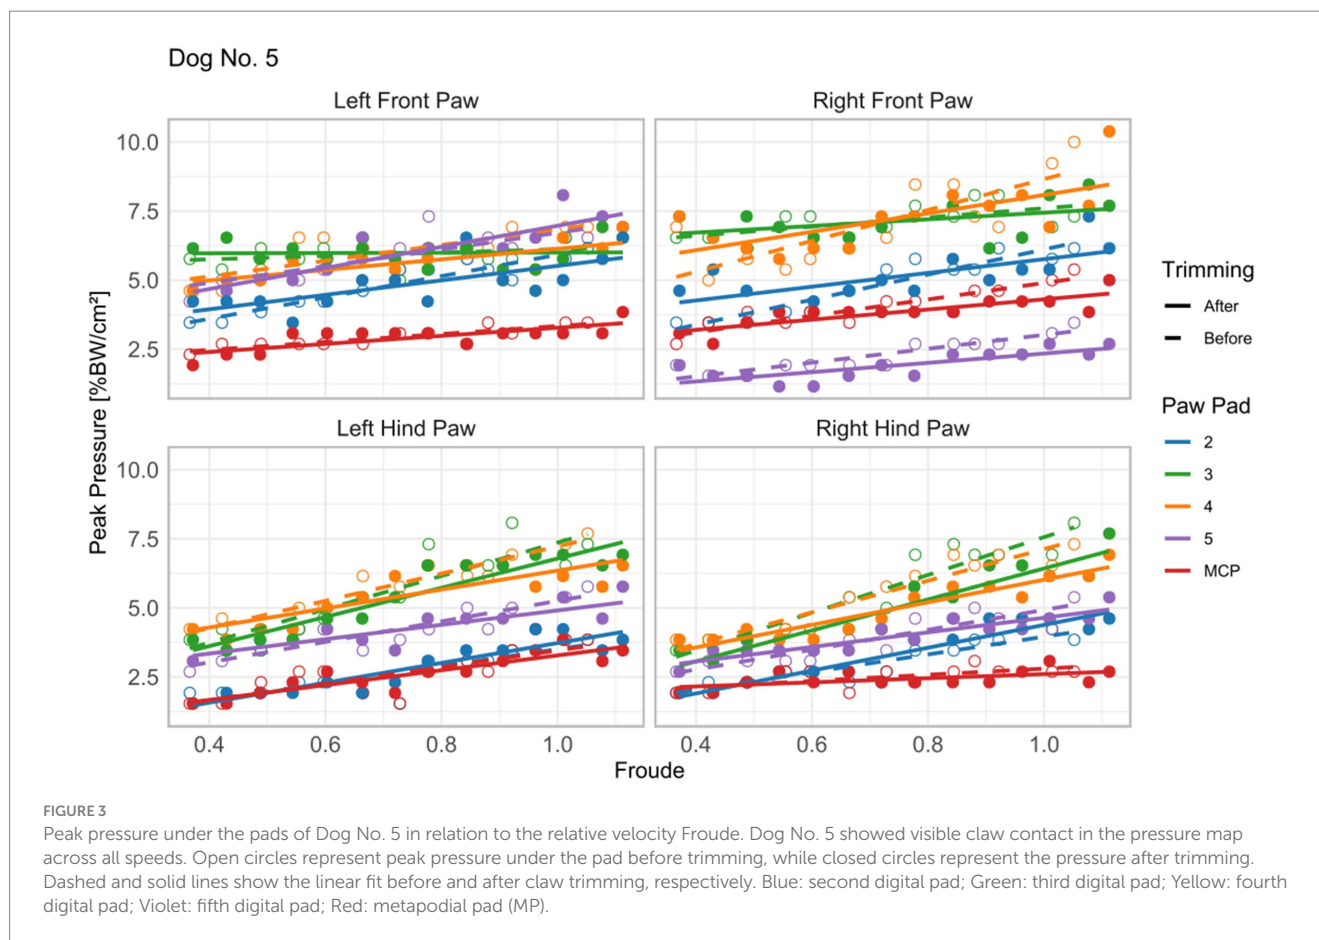 Dog No. 5
Left Front Paw
Right Front Paw
10.0
7.5
5.0
2.5
Left Hind Paw
Right Hind Paw
10.0
7.5
5.0
2.5
0.4 0.6 0.8 1.0
0.4 0.6 0.8 1.0
Peak Pressure [%BW/cm²]
Froude
Trimming
After
Before
Paw Pad
2
3
4
5
MCP
FIGURE 3
Peak pressure under the pads of Dog No. 5 in relation to the relative velocity Froude. Dog No. 5 showed visible claw contact in the pressure map
across all speeds. Open circles represent peak pressure under the pad before trimming, while closed circles represent the pressure after trimming.
Dashed and solid lines show the linear fit before and after claw trimming, respectively. Blue: second digital pad; Green: third digital pad; Yellow: fourth
digital pad; Violet: fifth digital pad; Red: metapodial pad (MP).